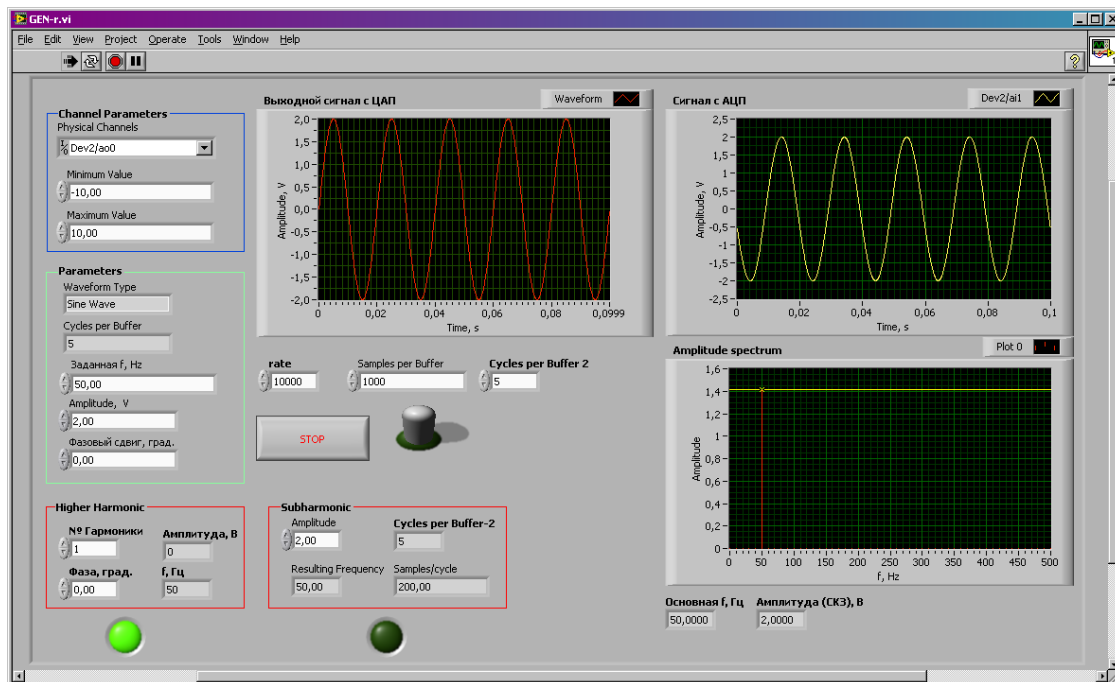 GEN-r.vi
File Edit View Project Operate Tools Window Help
Channel Parameters
Physical Channels
Dev2/ao0
Minimum Value
-10,00
Maximum Value
10,00
Parameters
Waveform Type
Sine Wave
Cycles per Buffer
5
Заданная f, Hz
50,00
Amplitude, V
2,00
Фазовый сдвиг, град.
0,00
Выходной сигнал с ЦАП
Waveform
Amplitude, V
2,0
1,5
1,0
0,5
0,0
-0,5
-1,0
-1,5
-2,0
0 0,02 0,04 0,06 0,08 0,0999
Time, s
Сигнал с АЦП
Dev2/ai1
Amplitude, V
2,5
2
1,5
1
0,5
0
-0,5
-1
-1,5
-2
-2,5
0 0,02 0,04 0,06 0,08 0,1
Time, s
rate
10000
Samples per Buffer
1000
Cycles per Buffer 2
5
STOP
Amplitude spectrum
Plot 0
Amplitude
1,6
1,4
1,2
1
0,8
0,6
0,4
0,2
0
0 50 100 150 200 250 300 350 400 450 500
f, Hz
Higher Harmonic
№ Гармоники
1
Амплитуда, В
0
Фаза, град.
0,00
f, Гц
50
Subharmonic
Amplitude
2,00
Cycles per Buffer-2
5
Resulting Frequency
50,00
Samples/cycle
200,00
Основная f, Гц
50,0000
Амплитуда (СКЗ), В
2,0000